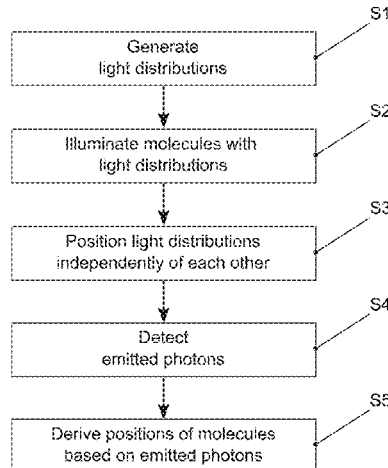 S1
Generate
light distributions
S2
Illuminate molecules with
light distributions
S3
Position light distributions
independently of each other
S4
Detect
emitted photons
S5
Derive positions of molecules
based on emitted photons